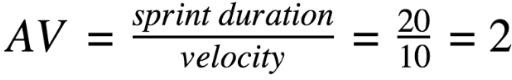 AV = sprint duration / velocity = 20 / 10 = 2